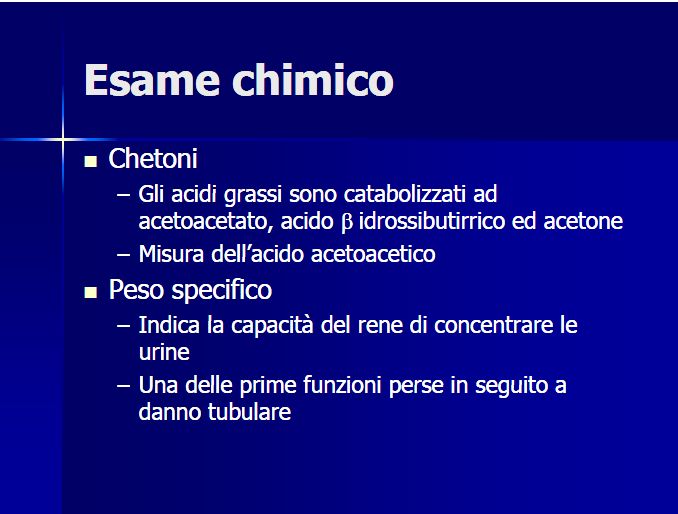 Esame chimico
■ Chetoni
– Gli acidi grassi sono catabolizzati ad
acetoacetato, acido β idrossibutirrico ed acetone
– Misura dell’acido acetoacetico
■ Peso specifico
– Indica la capacità del rene di concentrare le
urine
– Una delle prime funzioni perse in seguito a
danno tubulare